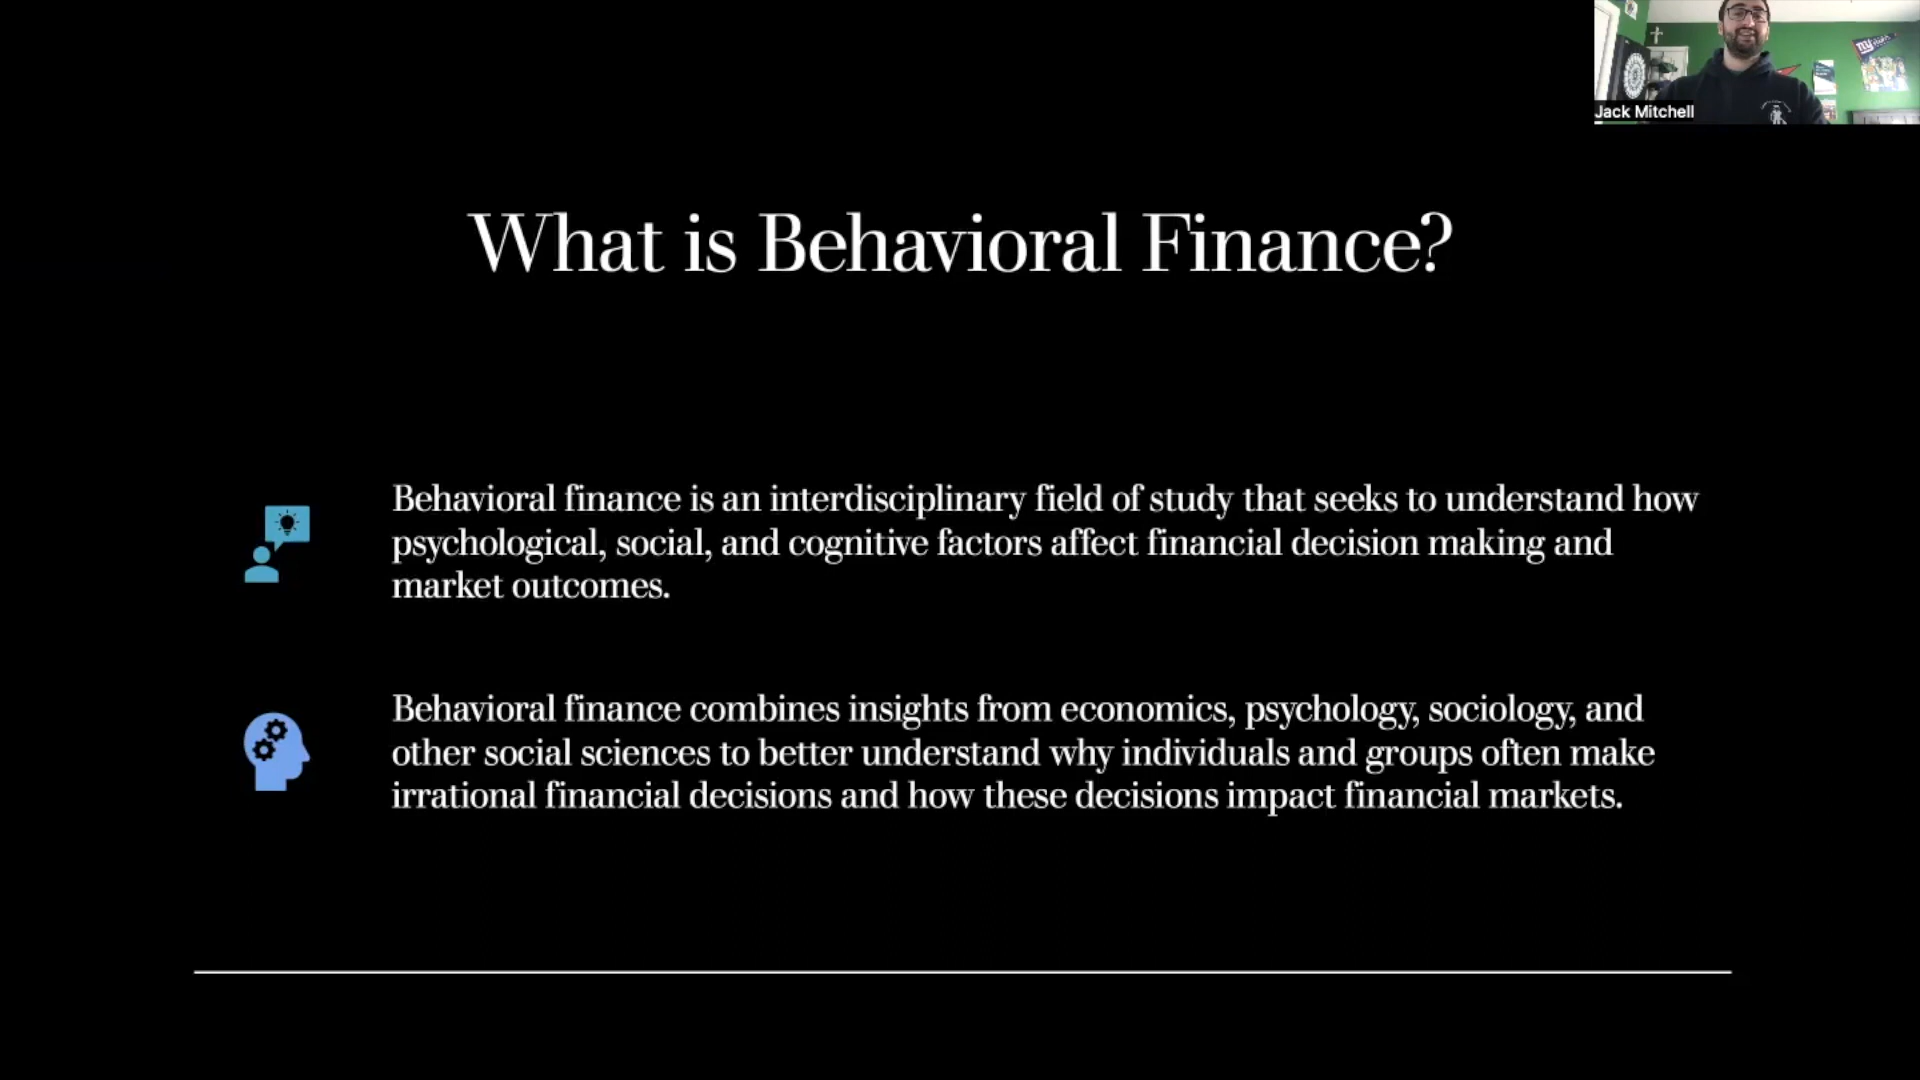 Jack Mitchell
What is Behavioral Finance?
Behavioral finance is an interdisciplinary field of study that seeks to understand how
psychological, social, and cognitive factors affect financial decision making and
market outcomes.
Behavioral finance combines insights from economics, psychology, sociology, and
other social sciences to better understand why individuals and groups often make
irrational financial decisions and how these decisions impact financial markets.